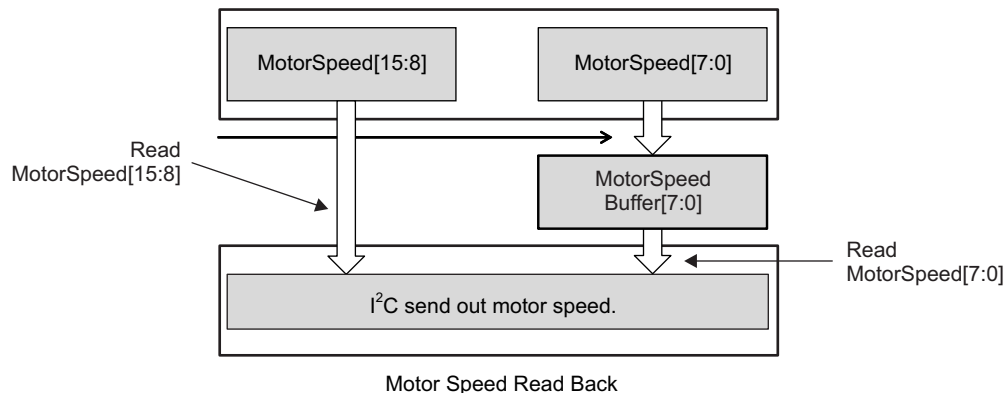 MotorSpeed[15:8]
MotorSpeed[7:0]
Read
MotorSpeed[15:8]
MotorSpeed
Buffer[7:0]
Read
MotorSpeed[7:0]
I²C send out motor speed.
Motor Speed Read Back